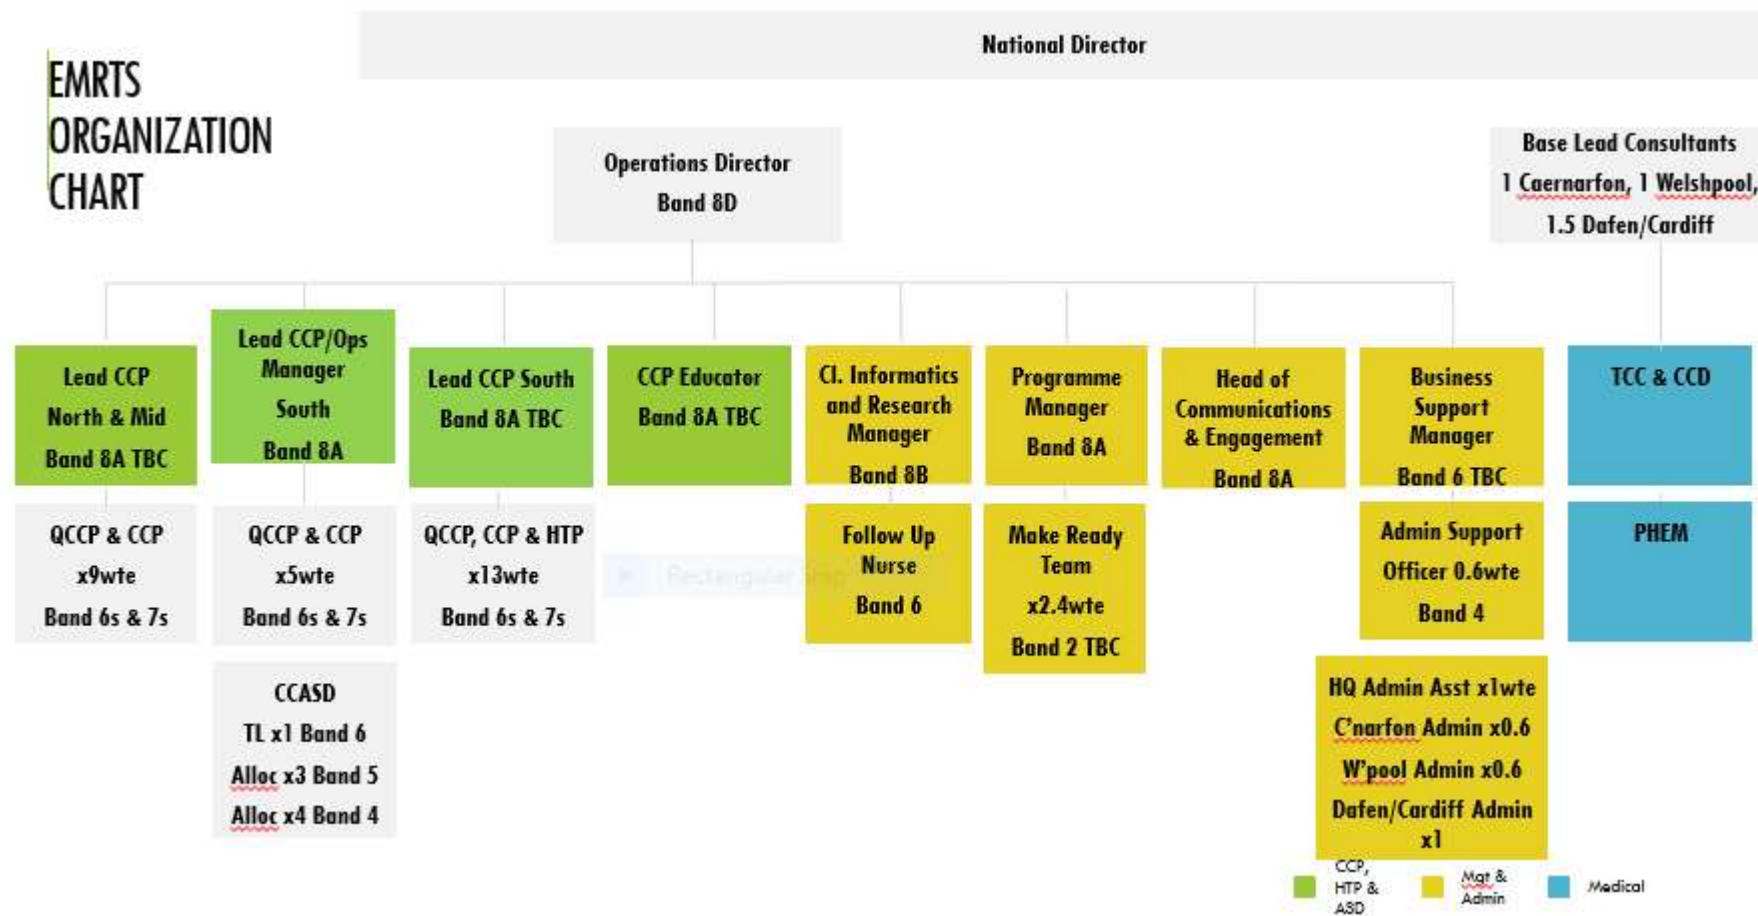 EMRTS
ORGANIZATION
CHART
National Director
Operations Director
Band 8D
Base Lead Consultants
1 Caernarfon, 1 Welshpool,
1.5 Dafen/Cardiff
Lead CCP
North & Mid
Band 8A TBC
Lead CCP/Ops
Manager
South
Band 8A
Lead CCP South
Band 8A TBC
CCP Educator
Band 8A TBC
Cl. Informatics
and Research
Manager
Band 8B
Programme
Manager
Band 8A
Head of
Communications
& Engagement
Band 8A
Business
Support
Manager
Band 6 TBC
TCC & CCD
QCCP & CCP
x9wte
Band 6s & 7s
QCCP & CCP
x5wte
Band 6s & 7s
QCCP, CCP & HTP
x13wte
Band 6s & 7s
Rectangular Snip
Follow Up
Nurse
Band 6
Make Ready
Team
x2.4wte
Band 2 TBC
Admin Support
Officer 0.6wte
Band 4
PHEM
CCASD
TL x1 Band 6
Alloc x3 Band 5
Alloc x4 Band 4
HQ Admin Asst x1wte
C'narfon Admin x0.6
W'pool Admin x0.6
Dafen/Cardiff Admin
x1
CCP,
HTP &
ASD
Mgt &
Admin
Medical